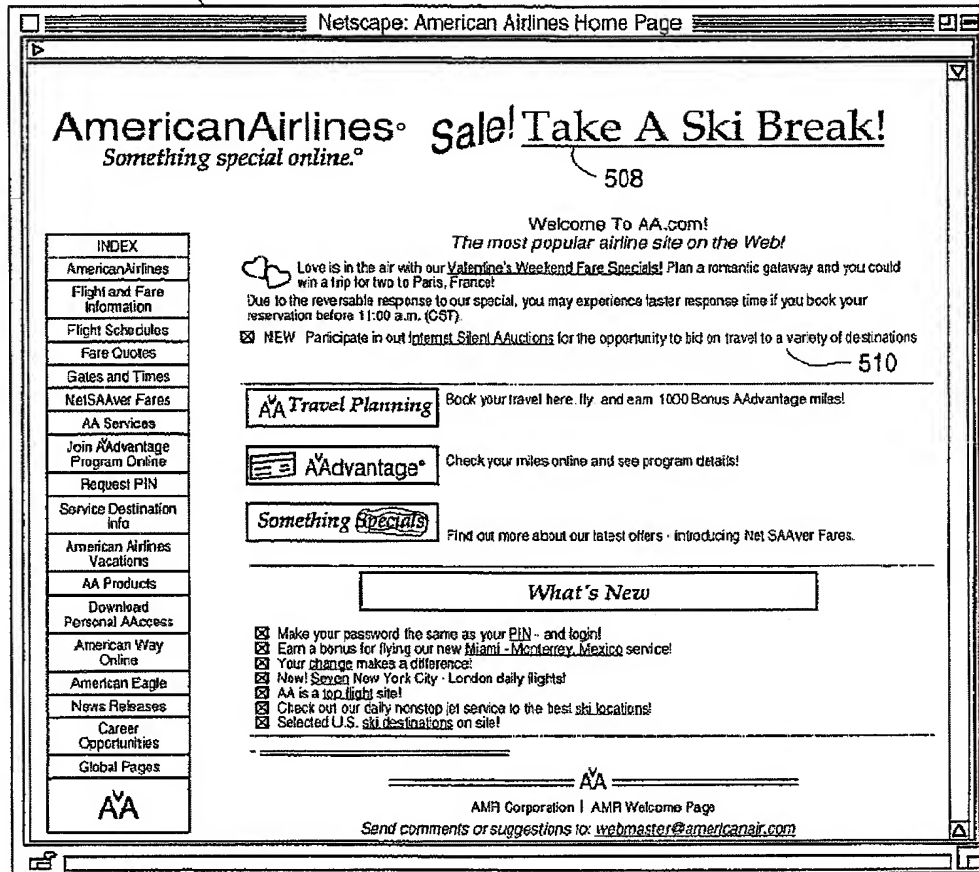 Netscape: American Airlines Home Page
AmericanAirlines°
Something special online.°
Sale! Take A Ski Break!
508
INDEX
AmericanAirlines
Flight and Fare
Information
Flight Schedules
Fare Quotes
Gates and Times
NetSAAver Fares
AA Services
Join AAdvantage
Program Online
Request PIN
Service Destination
Info
American Airlines
Vacations
AA Products
Download
Personal AAccess
American Way
Online
American Eagle
News Releases
Career
Opportunities
Global Pages
AA
Welcome To AA.com!
The most popular airline site on the Web!
Love is in the air with our Valentine's Weekend Fare Specials! Plan a romantic getaway and you could
win a trip for two to Paris, France!
Due to the reversable response to our special, you may experience faster response time if you book your
reservation before 11:00 a.m. (CST).
NEW Participate in out Internet Silent AAuctions for the opportunity to bid on travel to a variety of destinations
510
AA Travel Planning
Book your travel here, fly and earn 1000 Bonus AAdvantage miles!
AAdvantage°
Check your miles online and see program details!
Something Specials
Find out more about our latest offers - introducing Net SAAver Fares.
What's New
Make your password the same as your PIN - and login!
Earn a bonus for flying our new Miami - Monterrey, Mexico service!
Your change makes a difference!
New! Seven New York City - London daily flights!
AA is a top flight site!
Check out our daily nonstop jet service to the best ski locations!
Selected U.S. ski destinations on site!
AA
AMR Corporation | AMR Welcome Page
Send comments or suggestions to: webmaster@americanair.com